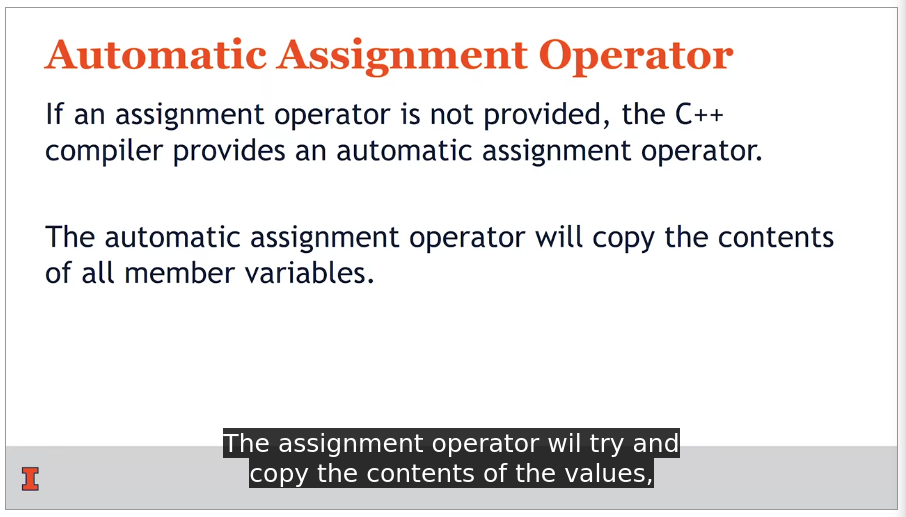 Automatic Assignment Operator
If an assignment operator is not provided, the C++
compiler provides an automatic assignment operator.
The automatic assignment operator will copy the contents
of all member variables.
The assignment operator wil try and
copy the contents of the values,